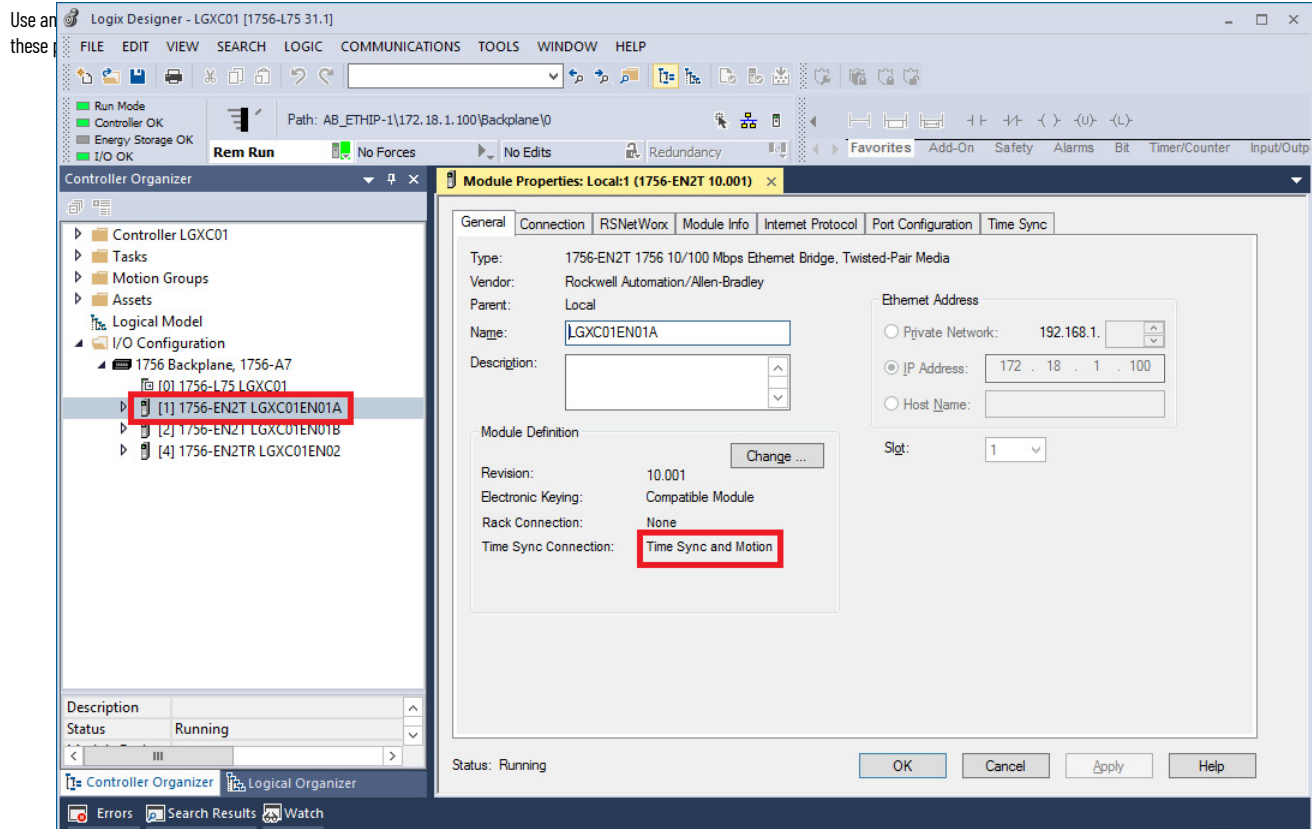 Use an
these p
Logix Designer - LGXC01 [1756-L75 31.1]
FILE EDIT VIEW SEARCH LOGIC COMMUNICATIONS TOOLS WINDOW HELP
Run Mode
Controller OK
Energy Storage OK
I/O OK
Path: AB_ETHIP-1\172.18.1.100\Backplane\0
Rem Run No Forces No Edits Redundancy
Favorites Add-On Safety Alarms Bit Timer/Counter Input/Outp
Controller Organizer
Controller LGXC01
Tasks
Motion Groups
Assets
Logical Model
I/O Configuration
1756 Backplane, 1756-A7
[0] 1756-L75 LGXC01
[1] 1756-EN2T LGXC01EN01A
[2] 1756-EN2T LGXC01EN01B
[4] 1756-EN2TR LGXC01EN02
Description
Status Running
Controller Organizer Logical Organizer
Errors Search Results Watch
Module Properties: Local:1 (1756-EN2T 10.001)
General Connection RSNetWorx Module Info Internet Protocol Port Configuration Time Sync
Type: 1756-EN2T 1756 10/100 Mbps Ethernet Bridge, Twisted-Pair Media
Vendor: Rockwell Automation/Allen-Bradley
Parent: Local
Name: LGXC01EN01A
Description:
Ethernet Address
Private Network: 192.168.1.
IP Address: 172 . 18 . 1 . 100
Host Name:
Module Definition
Change ...
Revision: 10.001
Electronic Keying: Compatible Module
Rack Connection: None
Time Sync Connection: Time Sync and Motion
Slot: 1
Status: Running
OK Cancel Apply Help